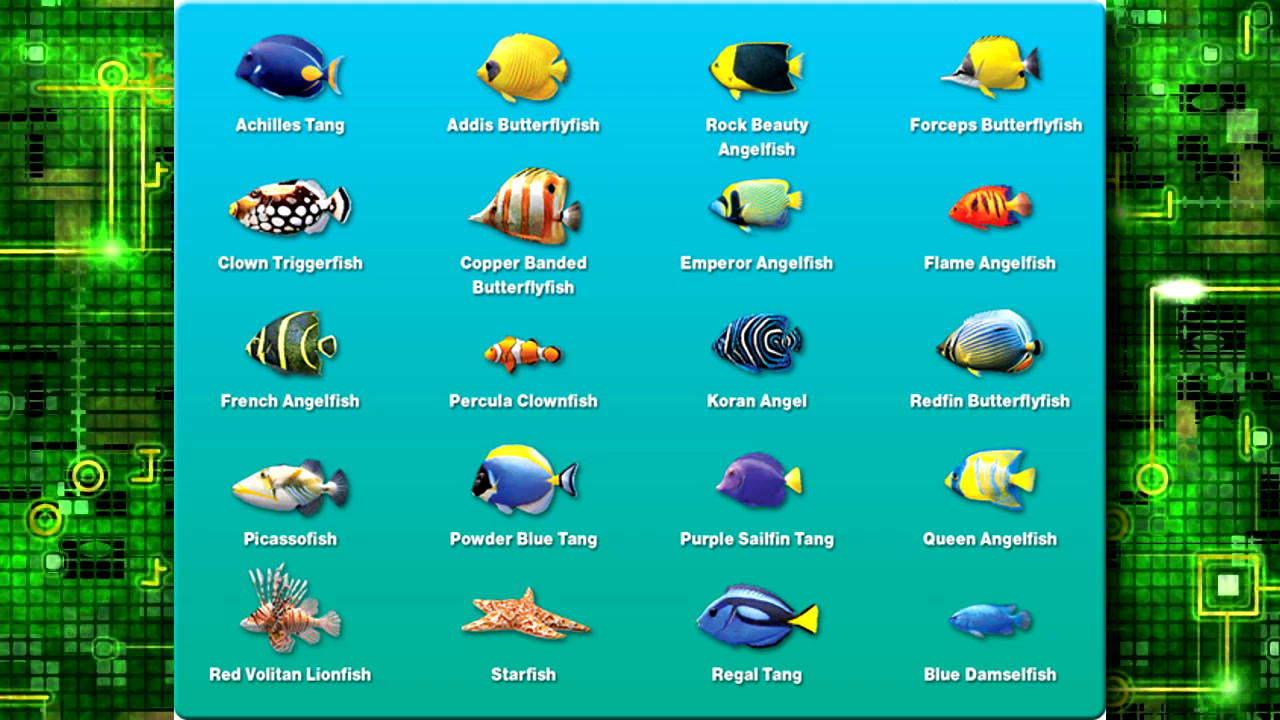 Achilles Tang
Addis Butterflyfish
Rock Beauty
Angelfish
Forceps Butterflyfish
Clown Triggerfish
Copper Banded
Butterflyfish
Emperor Angelfish
Flame Angelfish
French Angelfish
Percula Clownfish
Koran Angel
Redfin Butterflyfish
Picassofish
Powder Blue Tang
Purple Sailfin Tang
Queen Angelfish
Red Volitan Lionfish
Starfish
Regal Tang
Blue Damselfish